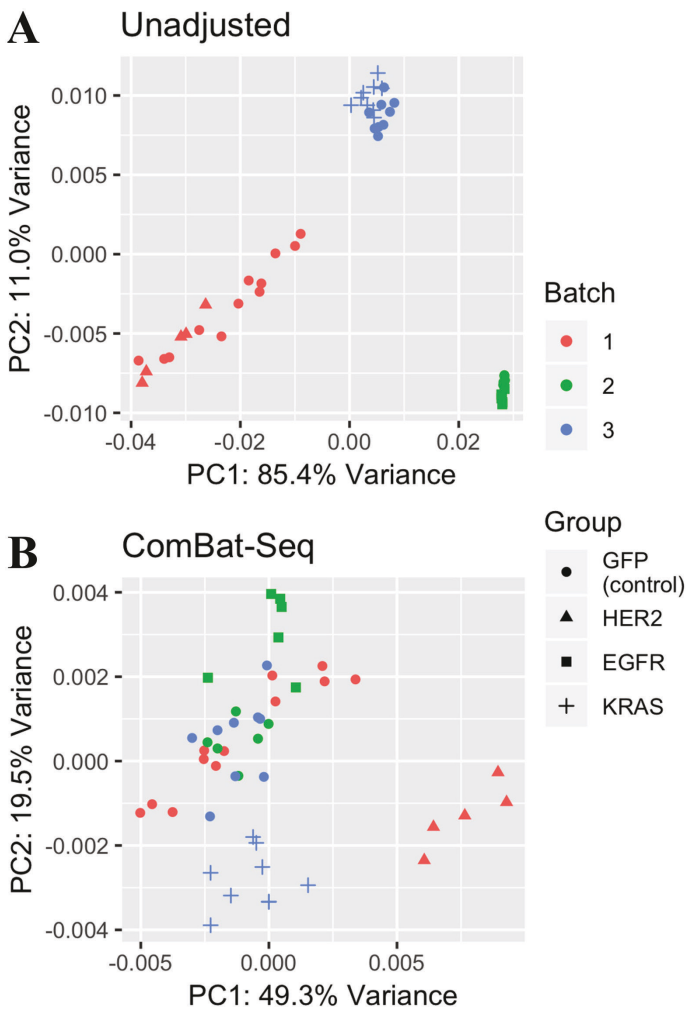 A
Unadjusted
0.010
0.005
0.000
-0.005
-0.010
PC2: 11.0% Variance
-0.04 -0.02 0.00 0.02
PC1: 85.4% Variance
Batch
1
2
3
Group
GFP
(control)
HER2
EGFR
KRAS
B
ComBat-Seq
0.004
0.002
0.000
-0.002
-0.004
PC2: 19.5% Variance
-0.005 0.000 0.005
PC1: 49.3% Variance